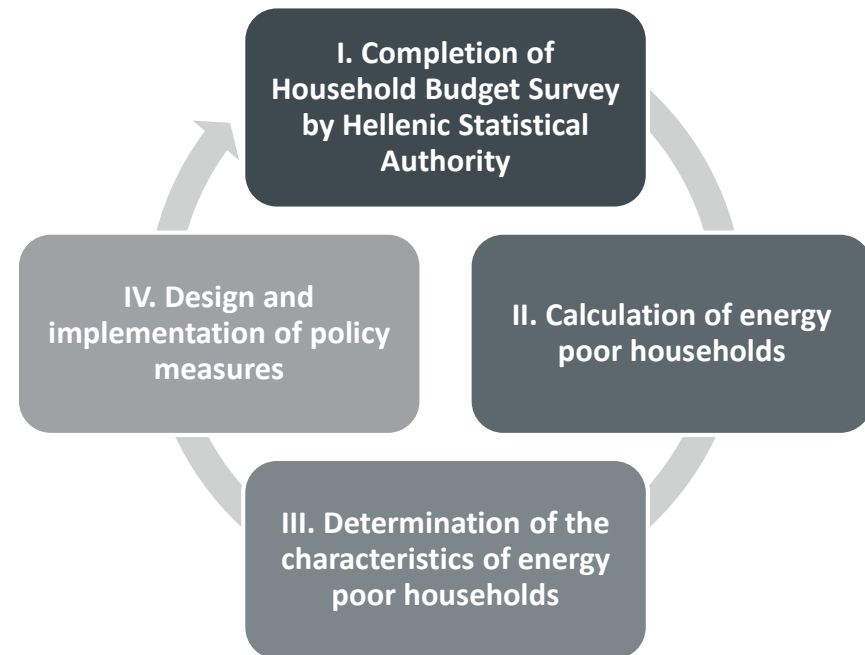 I. Completion of
Household Budget Survey
by Hellenic Statistical
Authority
II. Calculation of energy
poor households
III. Determination of the
characteristics of energy
poor households
IV. Design and
implementation of policy
measures